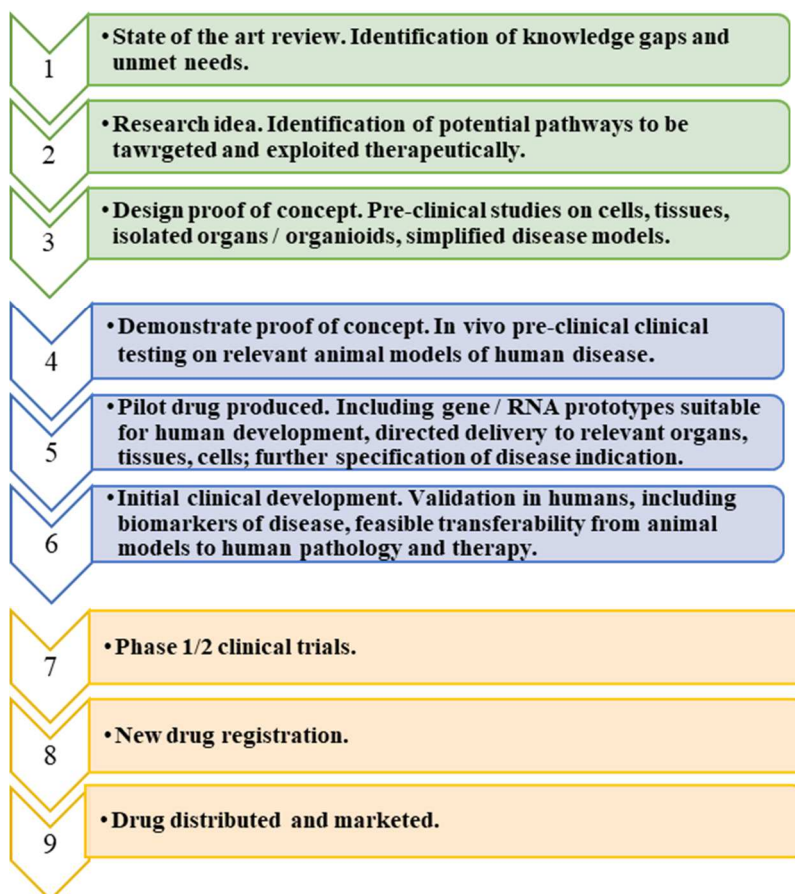 1
• State of the art review. Identification of knowledge gaps and
unmet needs.
2
• Research idea. Identification of potential pathways to be
tawrgeted and exploited therapeutically.
3
• Design proof of concept. Pre-clinical studies on cells, tissues,
isolated organs / organioids, simplified disease models.
4
• Demonstrate proof of concept. In vivo pre-clinical clinical
testing on relevant animal models of human disease.
5
• Pilot drug produced. Including gene / RNA prototypes suitable
for human development, directed delivery to relevant organs,
tissues, cells; further specification of disease indication.
6
• Initial clinical development. Validation in humans, including
biomarkers of disease, feasible transferability from animal
models to human pathology and therapy.
7
• Phase 1/2 clinical trials.
8
• New drug registration.
9
• Drug distributed and marketed.